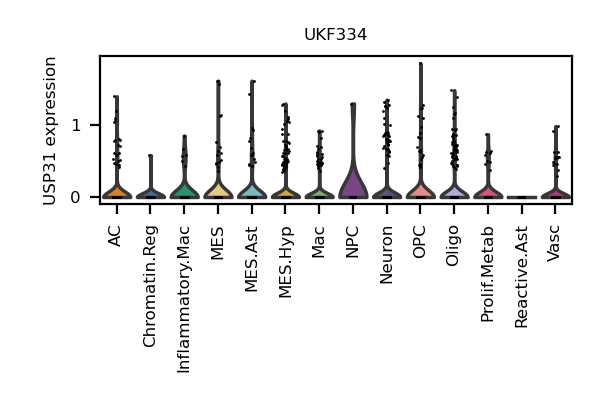 UKF334
USP31 expression
1
0
AC
Chromatin.Reg
Inflammatory.Mac
MES
MES.Ast
MES.Hyp
Mac
NPC
Neuron
OPC
Oligo
Prolif.Metab
Reactive.Ast
Vasc